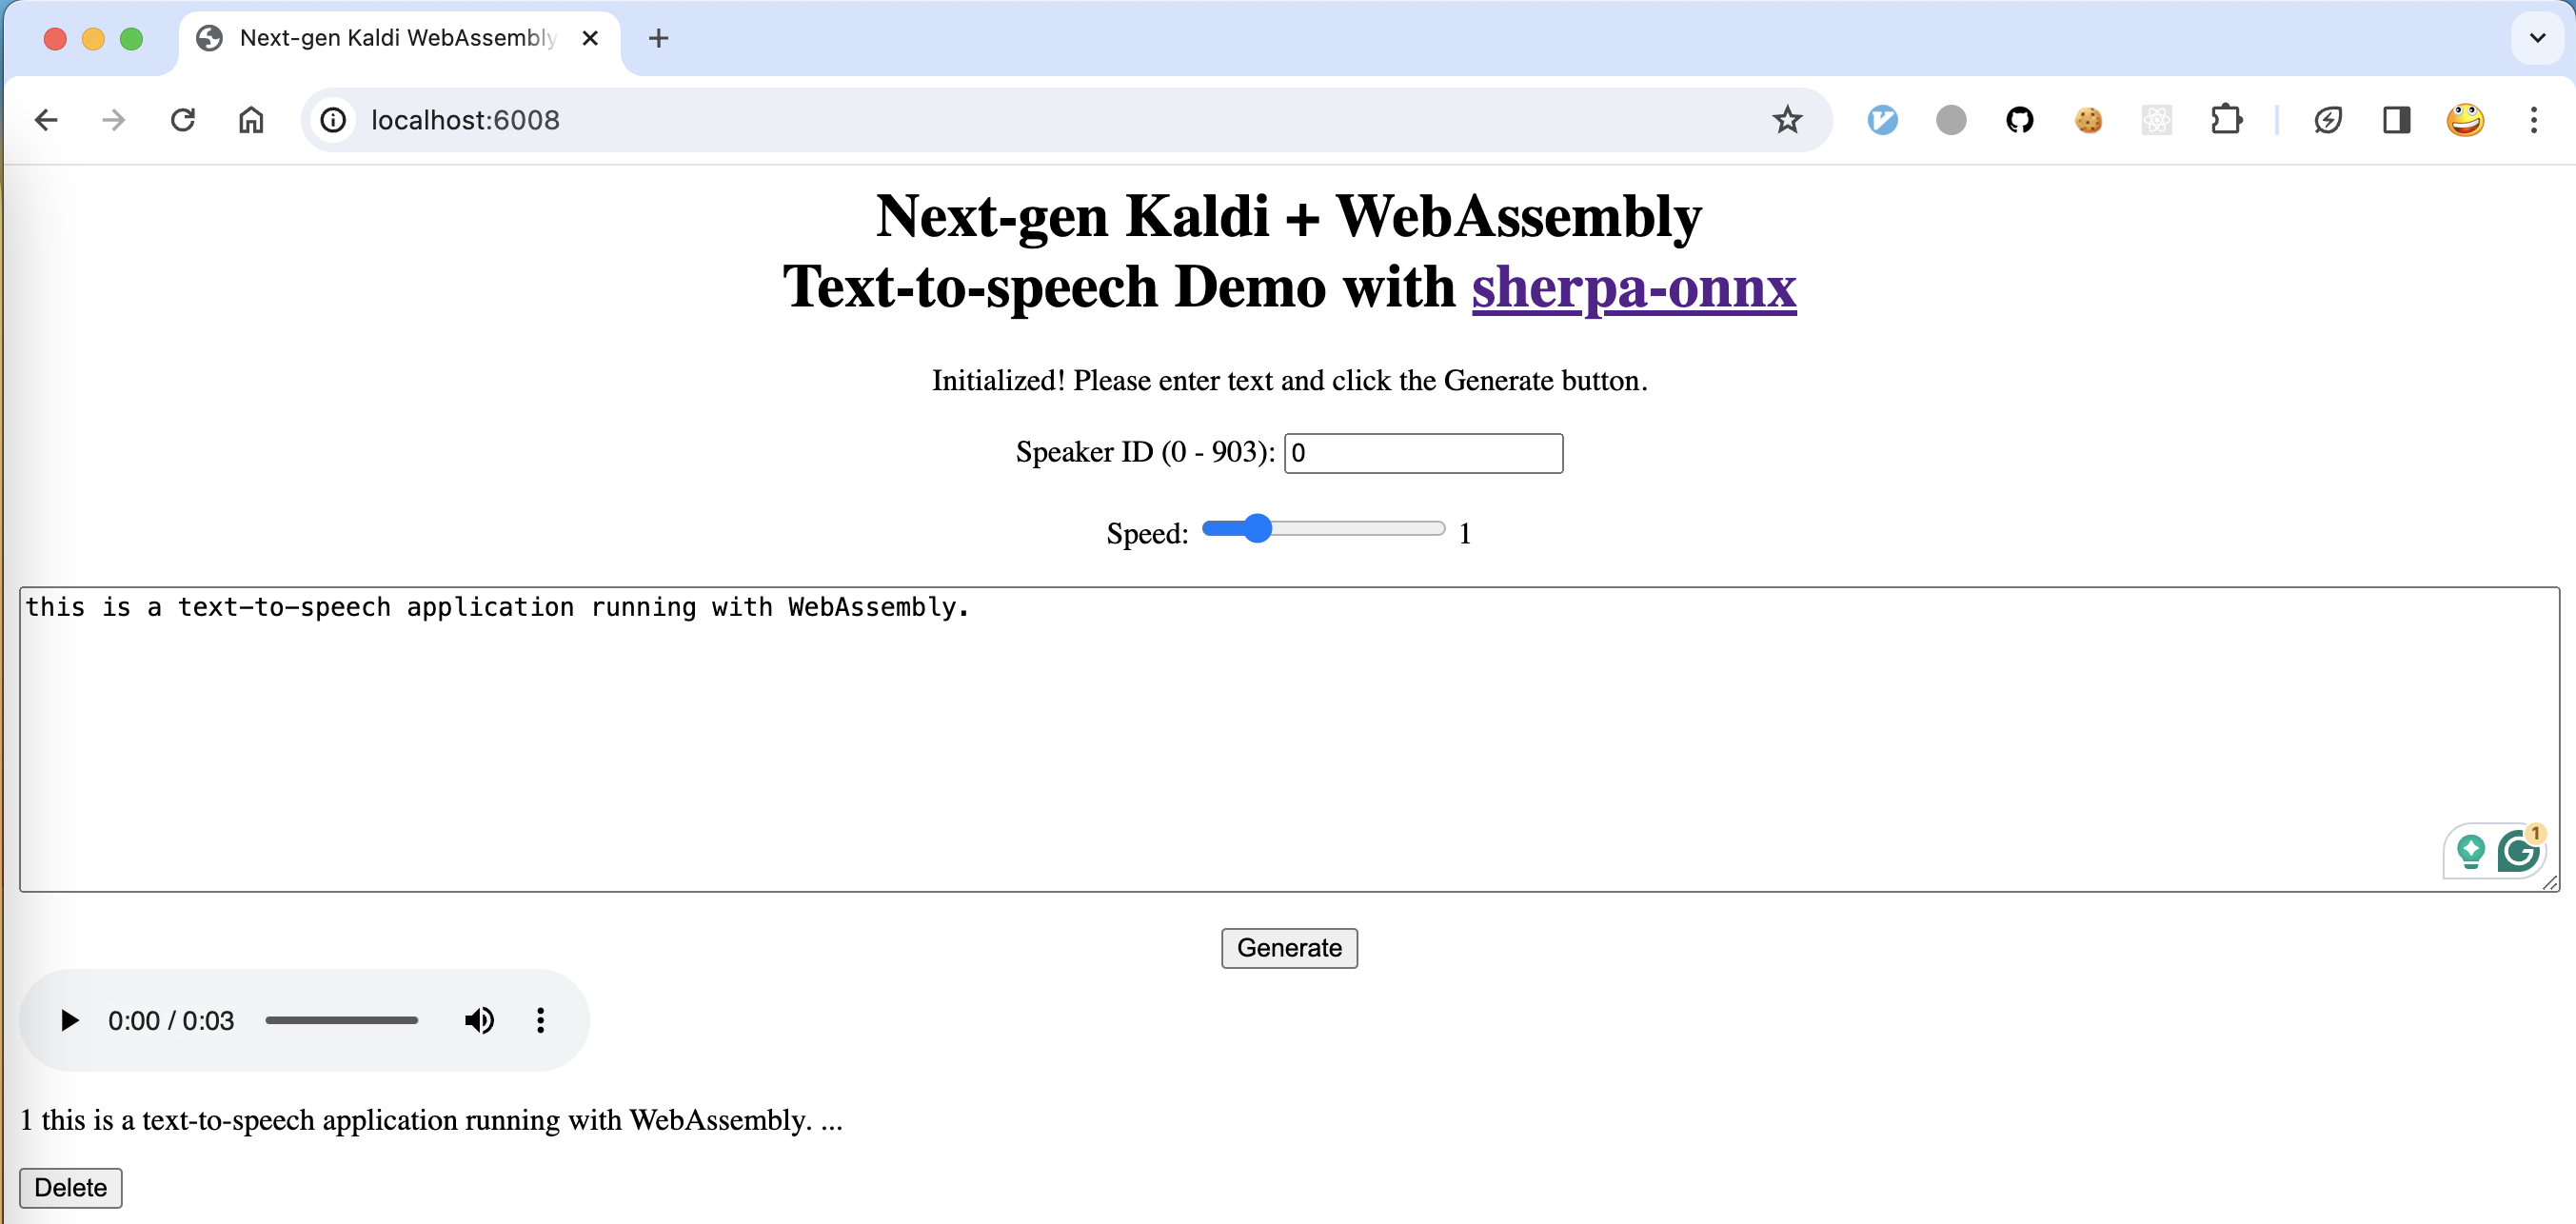 Next-gen Kaldi WebAssembly
localhost:6008
Next-gen Kaldi + WebAssembly
Text-to-speech Demo with sherpa-onnx
Initialized! Please enter text and click the Generate button.
Speaker ID (0 - 903): 0
Speed: 1
this is a text-to-speech application running with WebAssembly.
1
Generate
0:00 / 0:03
1 this is a text-to-speech application running with WebAssembly. ...
Delete